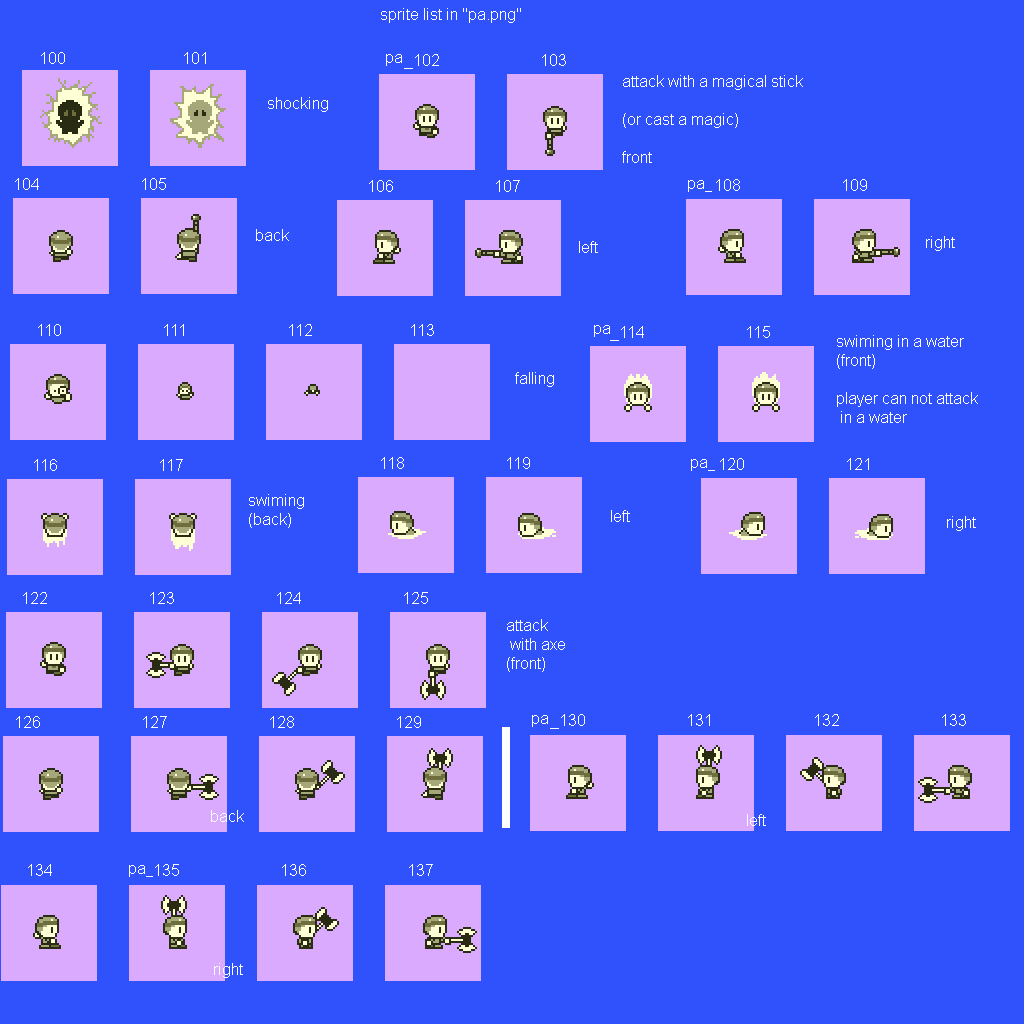 sprite list in "pa.png"
100 101 pa_102 103
attack with a magical stick
shocking
(or cast a magic)
front
104 105 106 107 pa_108 109
back
left
right
110 111 112 113 pa_114 115
swiming in a water
(front)
falling
player can not attack
in a water
116 117 118 119 pa_120 121
swiming
(back)
left
right
122 123 124 125
attack
with axe
(front)
126 127 128 129 pa_130 131 132 133
back
left
134 pa_135 136 137
right